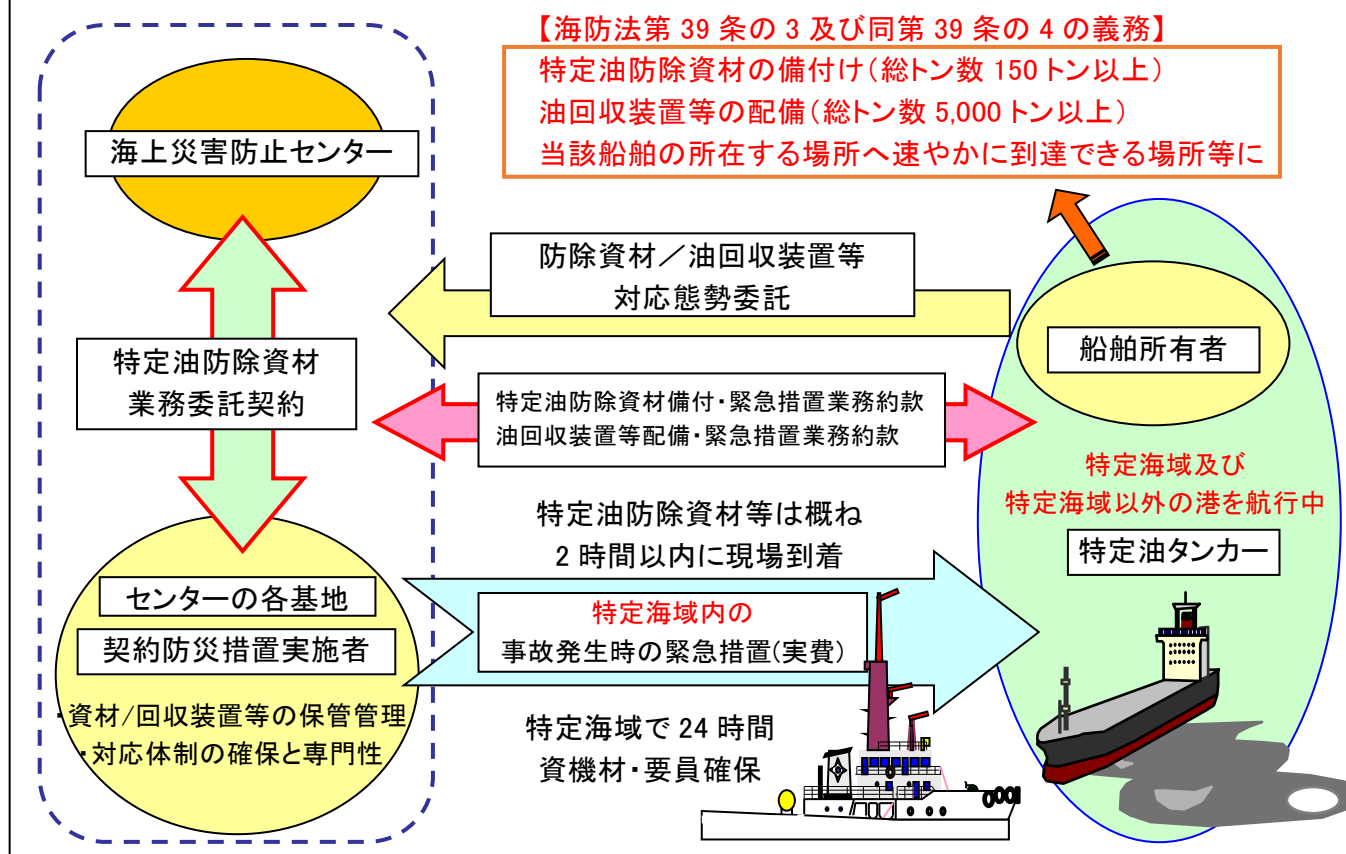 【海防法第 39 条の 3 及び同第 39 条の 4 の義務】
特定油防除資材の備付け(総トン数 150 トン以上)
油回収装置等の配備(総トン数 5,000 トン以上)
当該船舶の所在する場所へ速やかに到達できる場所等に
海上災害防止センター
防除資材／油回収装置等
対応態勢委託
船舶所有者
特定油防除資材
業務委託契約
特定油防除資材備付・緊急措置業務約款
油回収装置等配備・緊急措置業務約款
特定海域及び
特定海域以外の港を航行中
特定油タンカー
特定油防除資材等は概ね
2 時間以内に現場到着
センターの各基地
契約防災措置実施者
・資材/回収装置等の保管管理
・対応体制の確保と専門性
特定海域内の
事故発生時の緊急措置(実費)
特定海域で 24 時間
資機材・要員確保